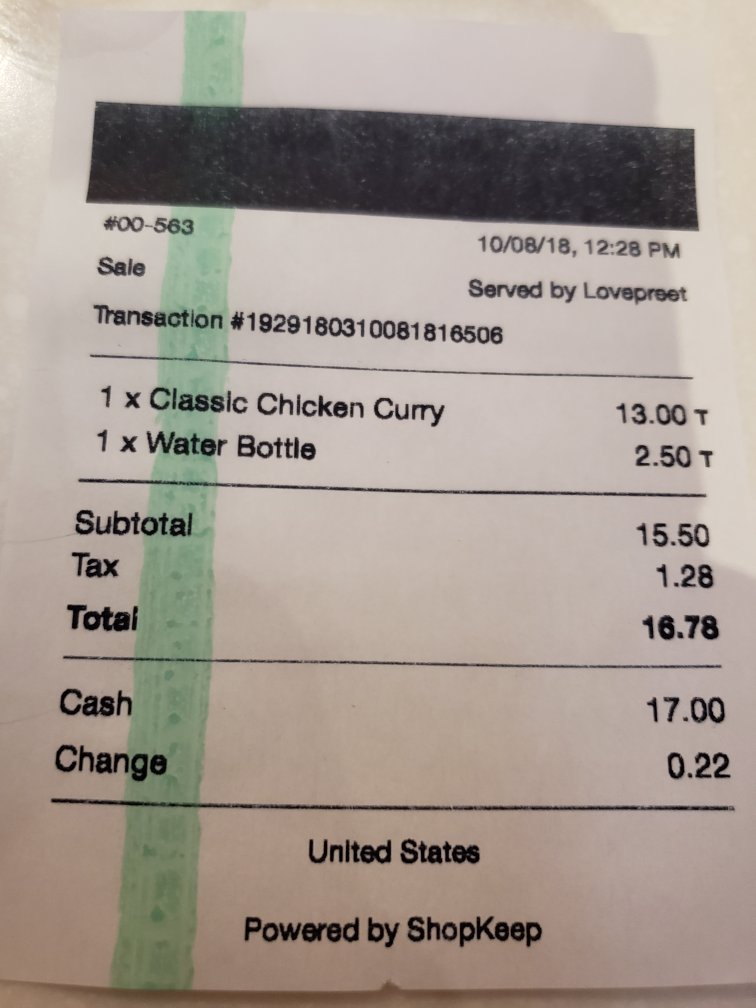 #00-563
10/08/18, 12:28 PM
Sale
Served by Lovepreet
Transaction #1929180310081816506
1 x Classic Chicken Curry 13.00 T
1 x Water Bottle 2.50 T
Subtotal 15.50
Tax 1.28
Total 16.78
Cash 17.00
Change 0.22
United States
Powered by ShopKeep